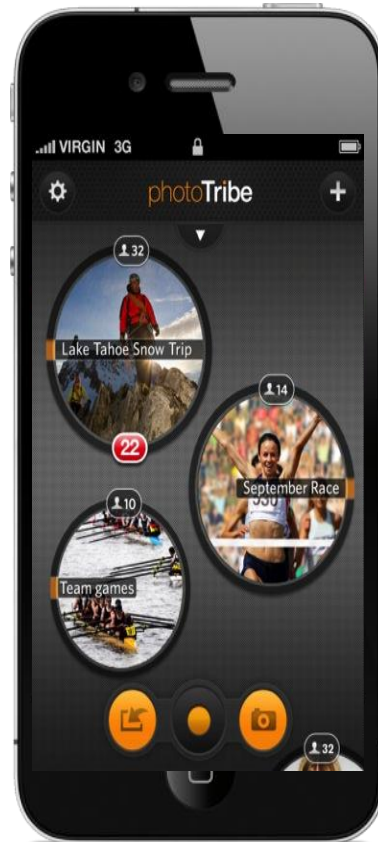 VIRGIN 3G
photoTribe
32
Lake Tahoe Snow Trip
22
14
September Race
10
Team games
32